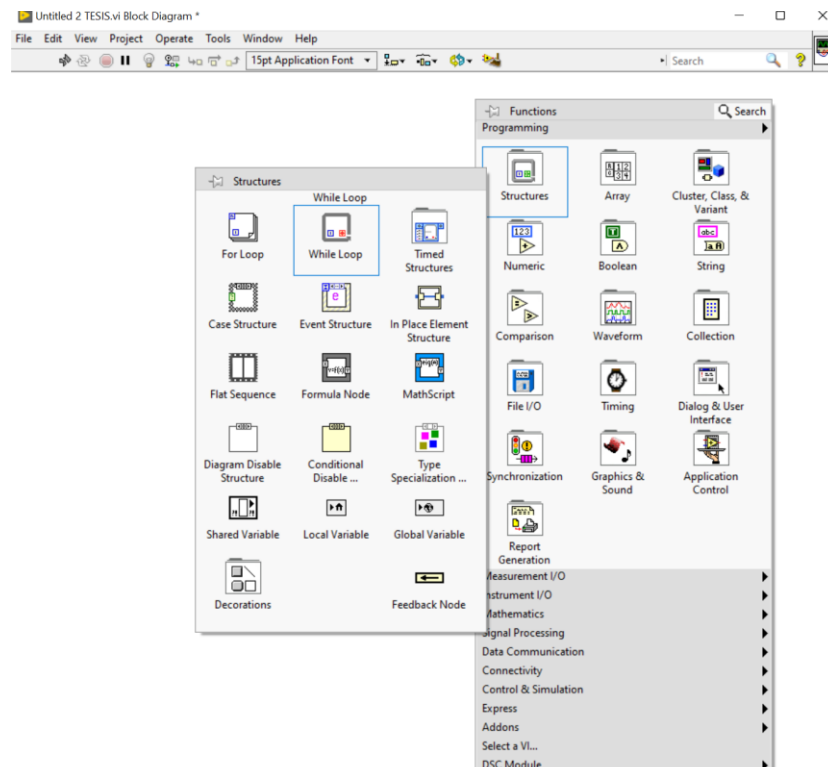 Untitled 2 TESIS.vi Block Diagram *
File Edit View Project Operate Tools Window Help
15pt Application Font
Search
Functions
Search
Programming
Structures
Array
Cluster, Class, &
Variant
Numeric
Boolean
String
Comparison
Waveform
Collection
File I/O
Timing
Dialog & User
Interface
Synchronization
Graphics &
Sound
Application
Control
Report
Generation
Measurement I/O
Instrument I/O
Mathematics
Signal Processing
Data Communication
Connectivity
Control & Simulation
Express
Addons
Select a VI...
DSC Module
Structures
While Loop
For Loop
While Loop
Timed
Structures
Case Structure
Event Structure
In Place Element
Structure
Flat Sequence
Formula Node
MathScript
Diagram Disable
Structure
Conditional
Disable ...
Type
Specialization ...
Shared Variable
Local Variable
Global Variable
Decorations
Feedback Node